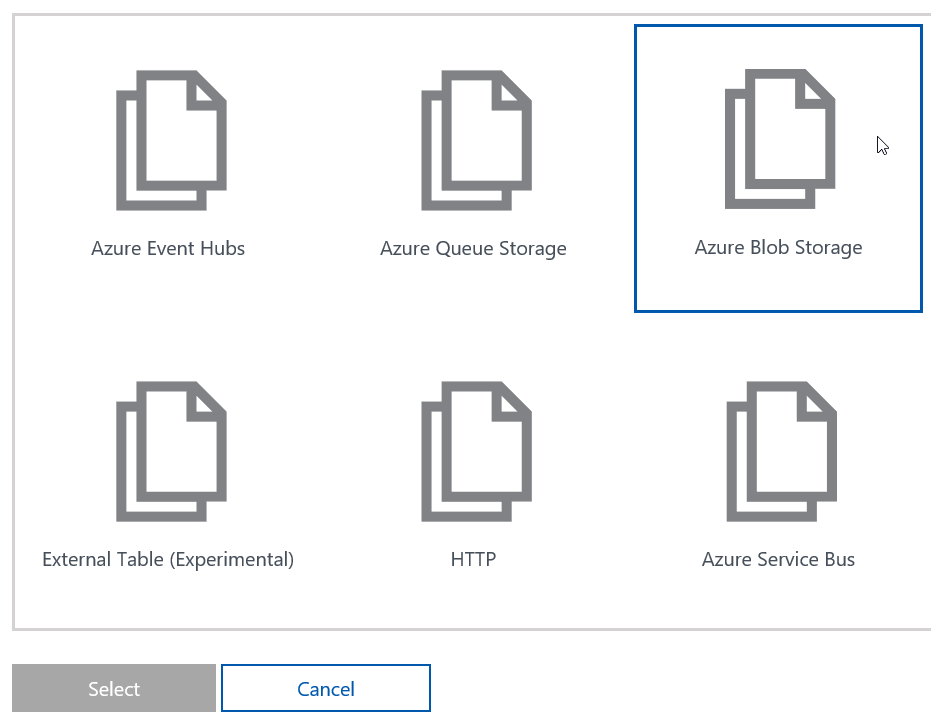 Azure Event Hubs
Azure Queue Storage
Azure Blob Storage
External Table (Experimental)
HTTP
Azure Service Bus
Select
Cancel